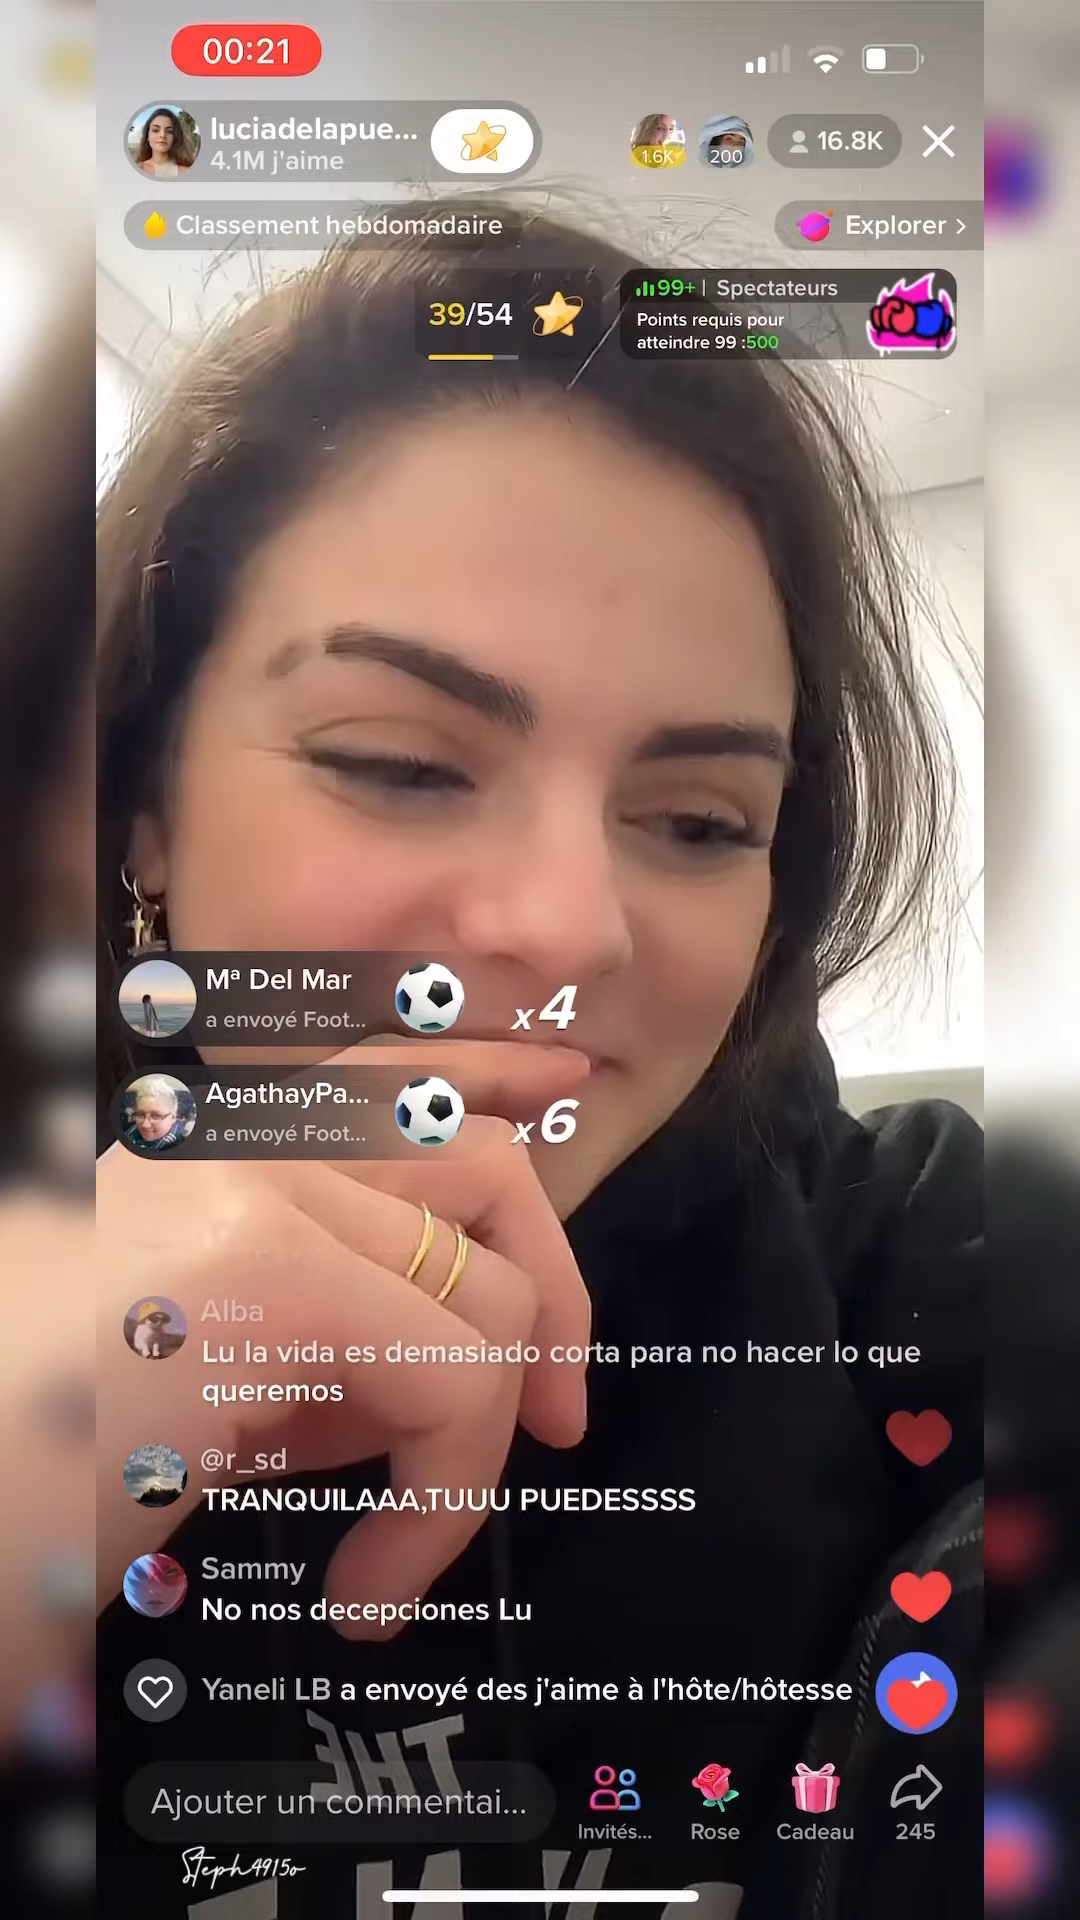 00:21
luciadelapue...
4.1M j'aime
1.6K
200
16.8K
Classement hebdomadaire
Explorer >
39/54
99+ | Spectateurs
Points requis pour
atteindre 99 :500
Mª Del Mar
a envoyé Foot...
x4
AgathayPa...
a envoyé Foot...
x6
Alba
Lu la vida es demasiado corta para no hacer lo que
queremos
@r_sd
TRANQUILAAA,TUUU PUEDESSSS
Sammy
No nos decepciones Lu
Yaneli LB a envoyé des j'aime à l'hôte/hôtesse
THE
Ajouter un commentai...
Invités...
Rose
Cadeau
245
Steph4915o